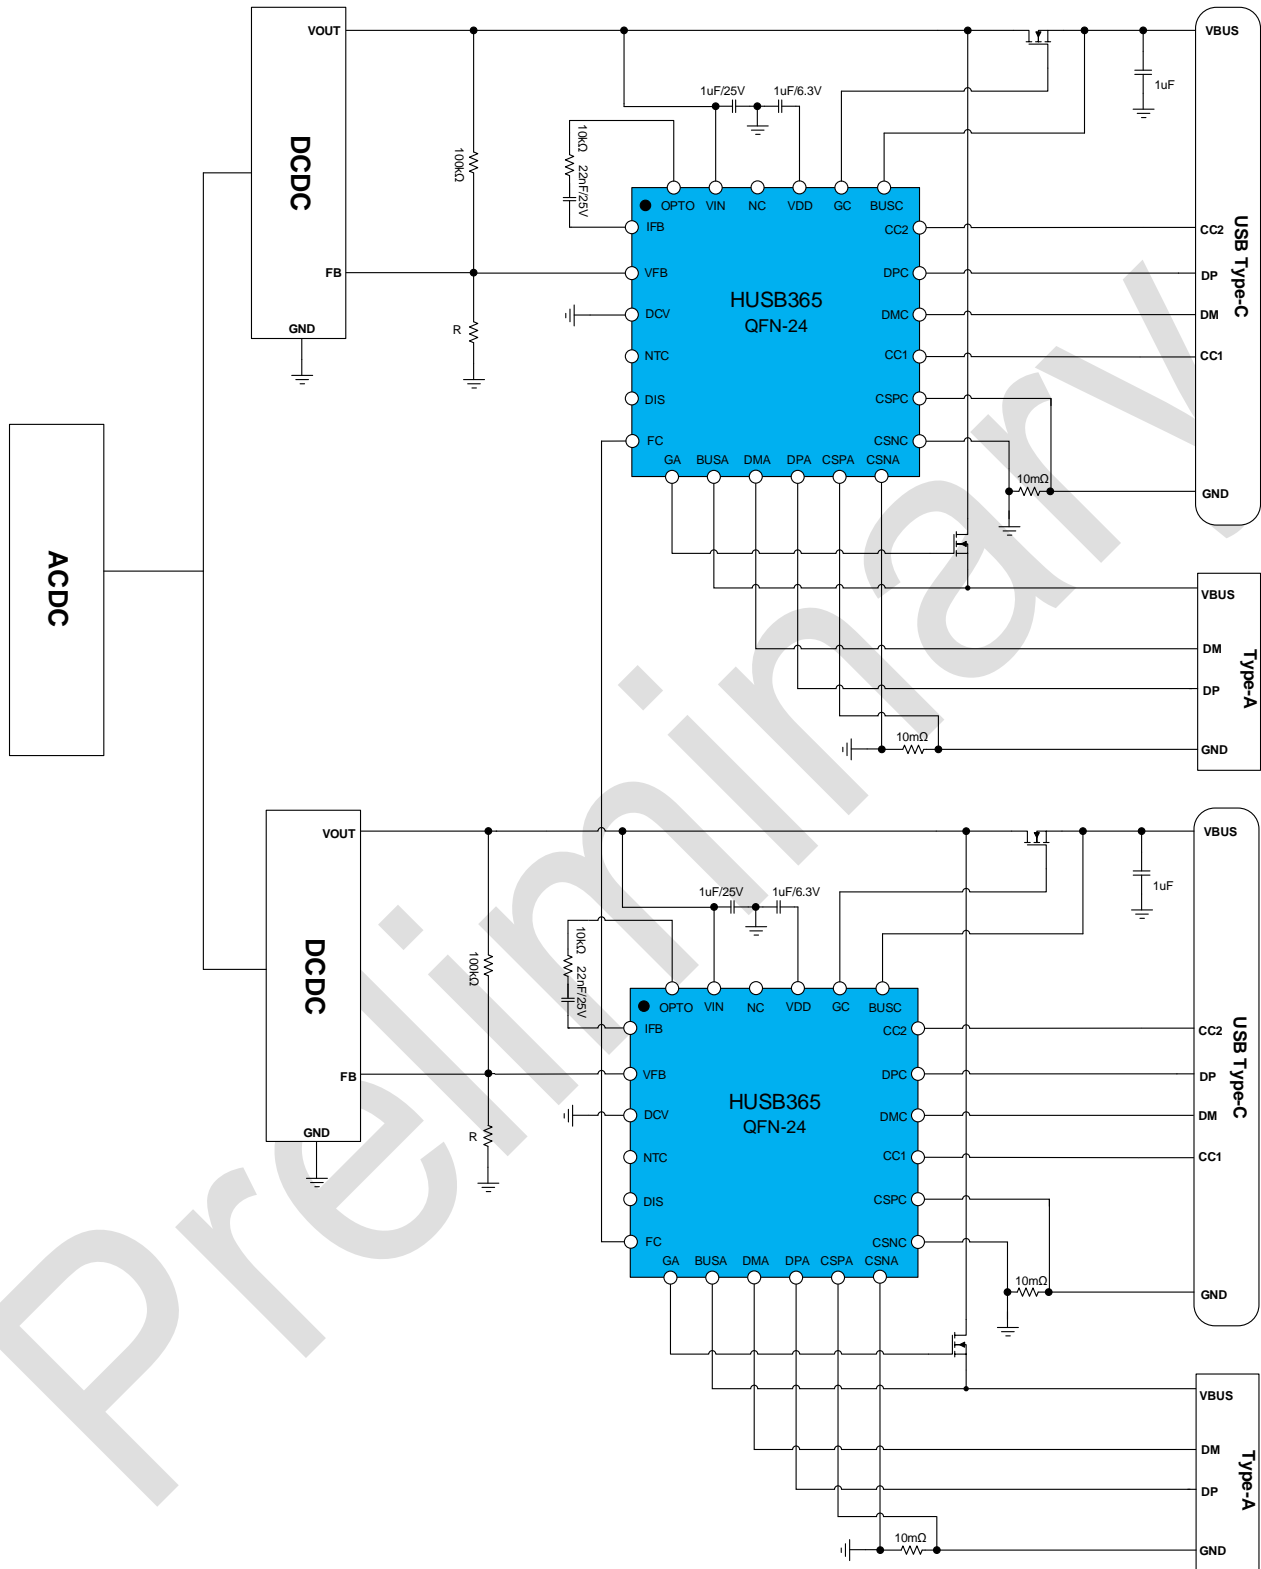 VOUT
VBUS
1uF/25V
1uF/6.3V
1uF
10kΩ
22nF/25V
100kΩ
DCDC
OPTO
VIN
NC
VDD
GC
BUSC
IFB
CC2
CC2
USB Type-C
FB
VFB
DPC
DP
HUSB365
QFN-24
DCV
DMC
DM
GND
R
NTC
CC1
CC1
DIS
CSPC
FC
CSNC
GA
BUSA
DMA
DPA
CSPA
CSNA
10mΩ
GND
ACDC
VBUS
DM
Type-A
DP
10mΩ
GND
Preliminary
VOUT
VBUS
1uF/25V
1uF/6.3V
1uF
10kΩ
22nF/25V
100kΩ
DCDC
OPTO
VIN
NC
VDD
GC
BUSC
IFB
CC2
CC2
USB Type-C
FB
VFB
DPC
DP
HUSB365
QFN-24
DCV
DMC
DM
GND
R
NTC
CC1
CC1
DIS
CSPC
FC
CSNC
GA
BUSA
DMA
DPA
CSPA
CSNA
10mΩ
GND
VBUS
DM
Type-A
DP
10mΩ
GND